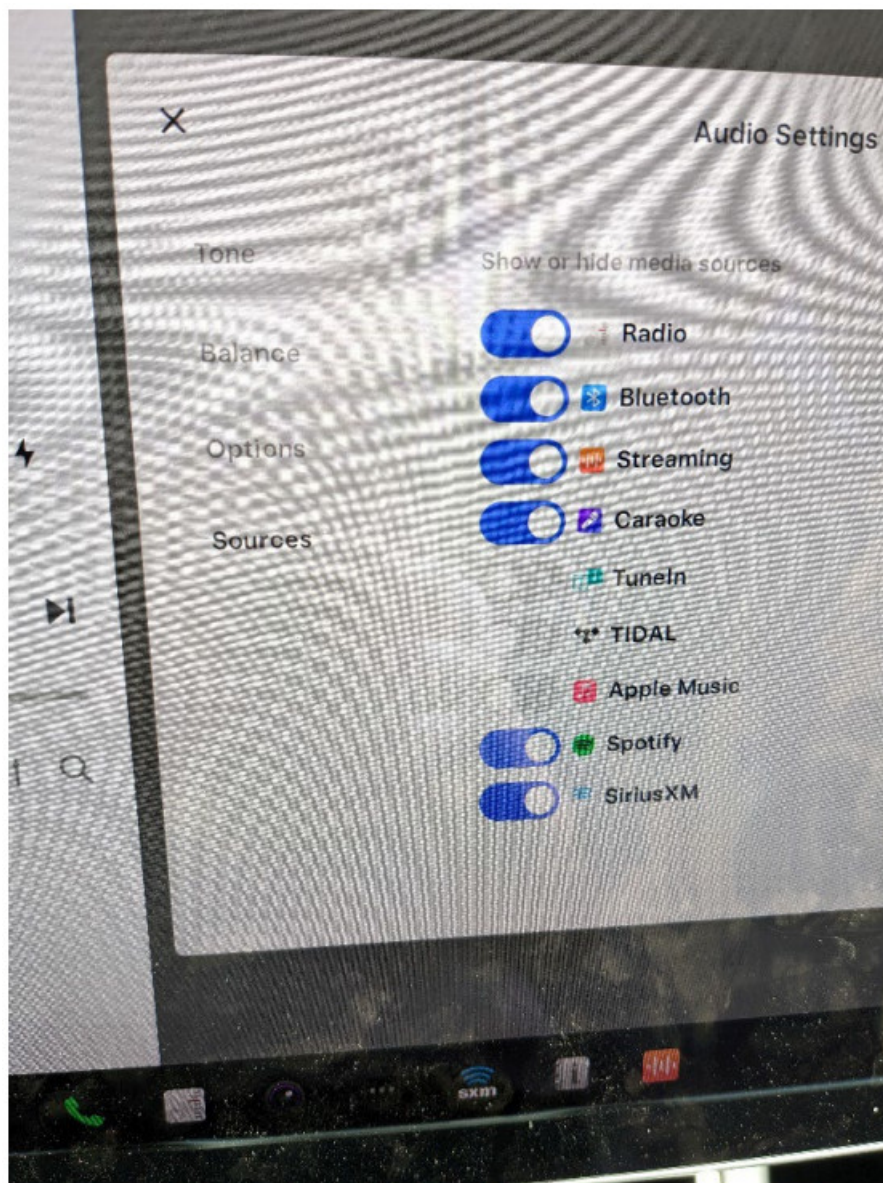 Audio Settings
Tone
Balance
Options
Sources
Show or hide media sources
Radio
Bluetooth
Streaming
Caraoke
TuneIn
TIDAL
Apple Music
Spotify
SiriusXM
sxm